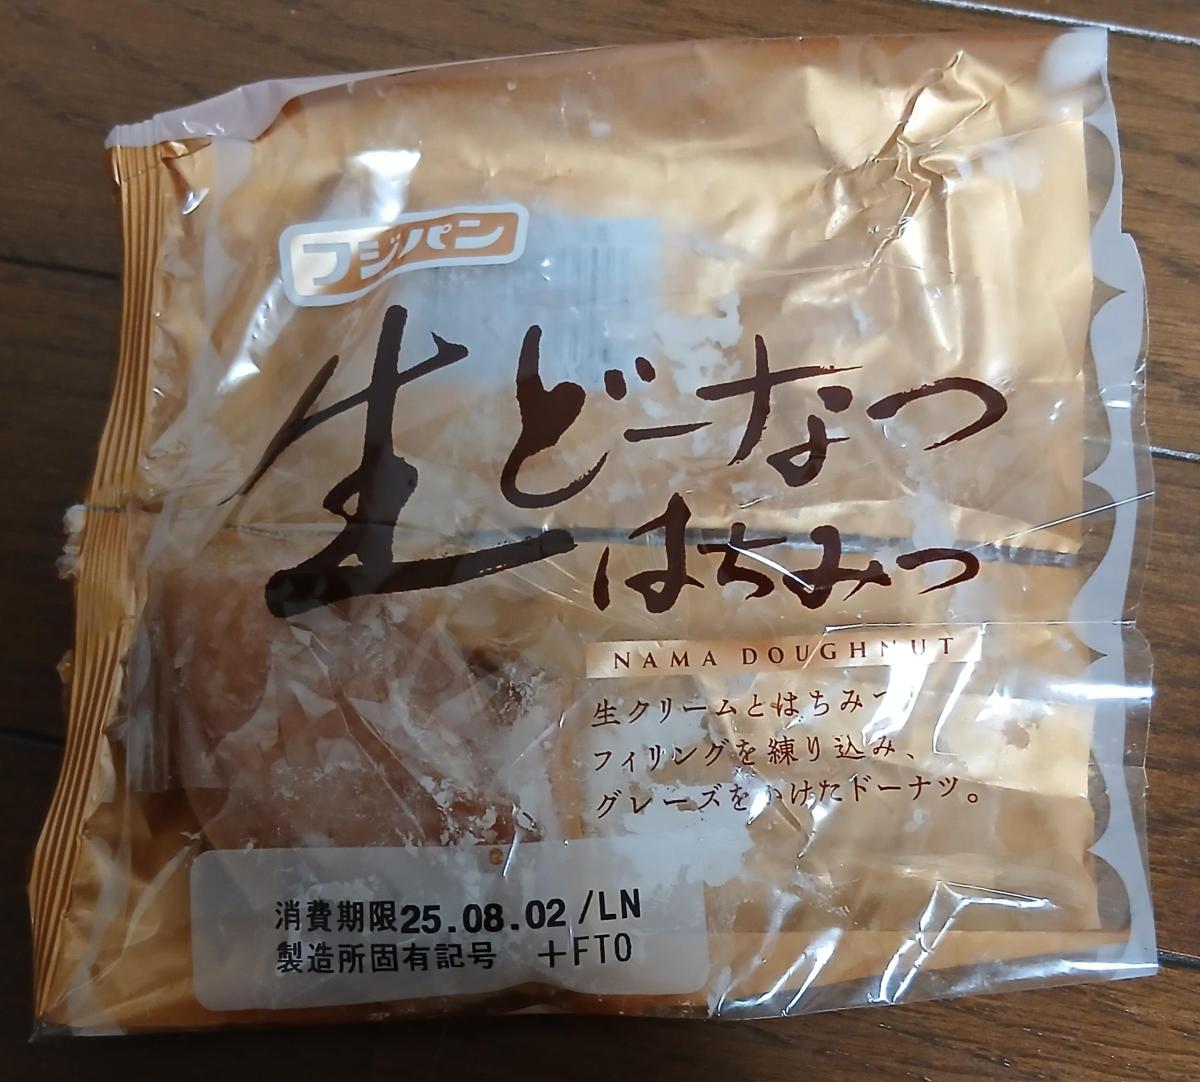 フジパン
生どーなつ
はちみつ
NAMA DOUGHNUT
生クリームとはちみつ
フィリングを練り込み、
グレーズをかけたドーナツ。
消費期限25.08.02/LN
製造所固有記号 +FT0